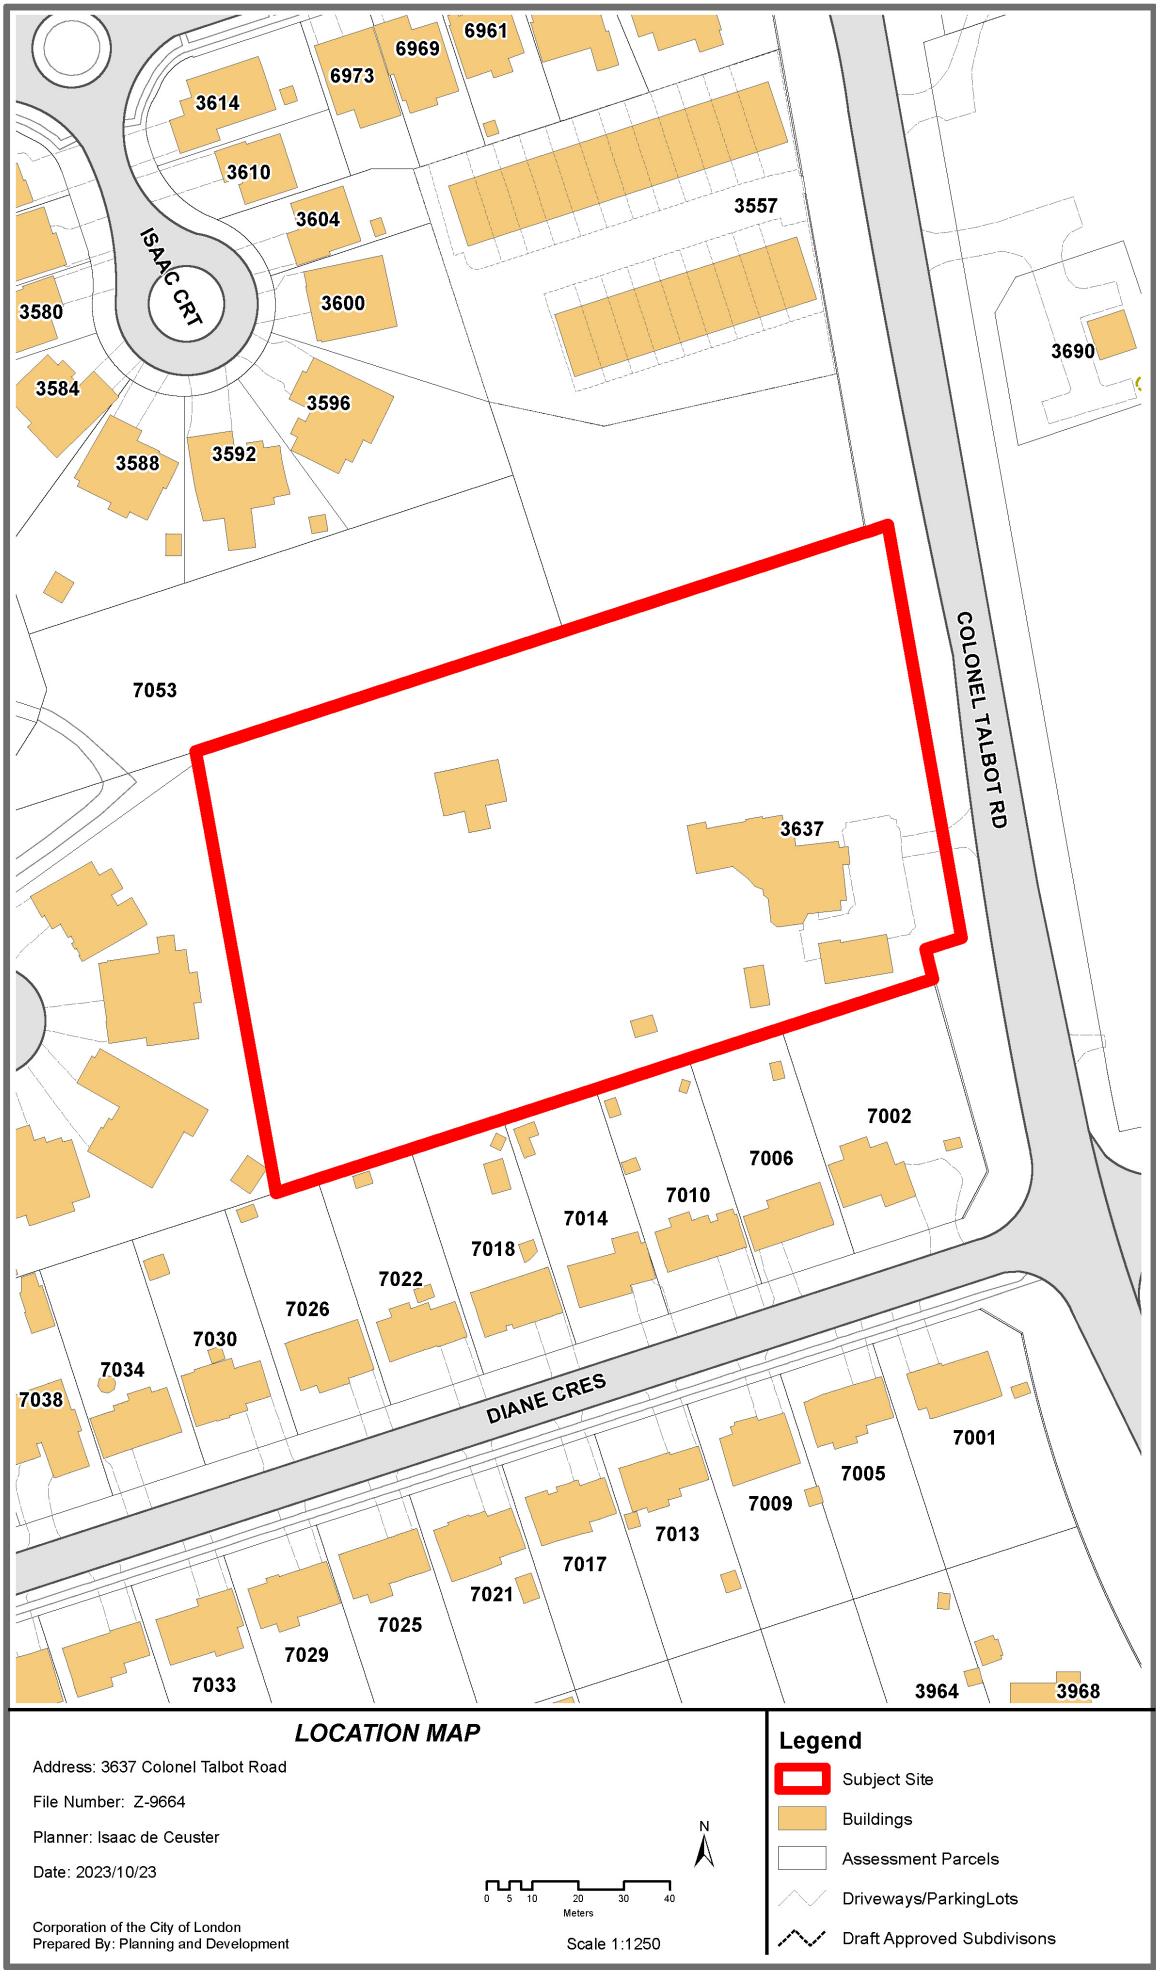 6961
6969
6973
3614
3610
3557
3604
ISAAC CRT
3600
3580
3690
3584
3596
3592
3588
COLONEL TALBOT RD
7053
3637
7002
7006
7010
7014
7018
7022
7026
7030
7034
7038
DIANE CRES
7001
7005
7009
7013
7017
7021
7025
7029
7033
3964
3968
LOCATION MAP
Address: 3637 Colonel Talbot Road
File Number: Z-9664
Planner: Isaac de Ceuster
Date: 2023/10/23
Corporation of the City of London
Prepared By: Planning and Development
N
0 5 10 20 30 40
Meters
Scale 1:1250
Legend
Subject Site
Buildings
Assessment Parcels
Driveways/ParkingLots
Draft Approved Subdivisons